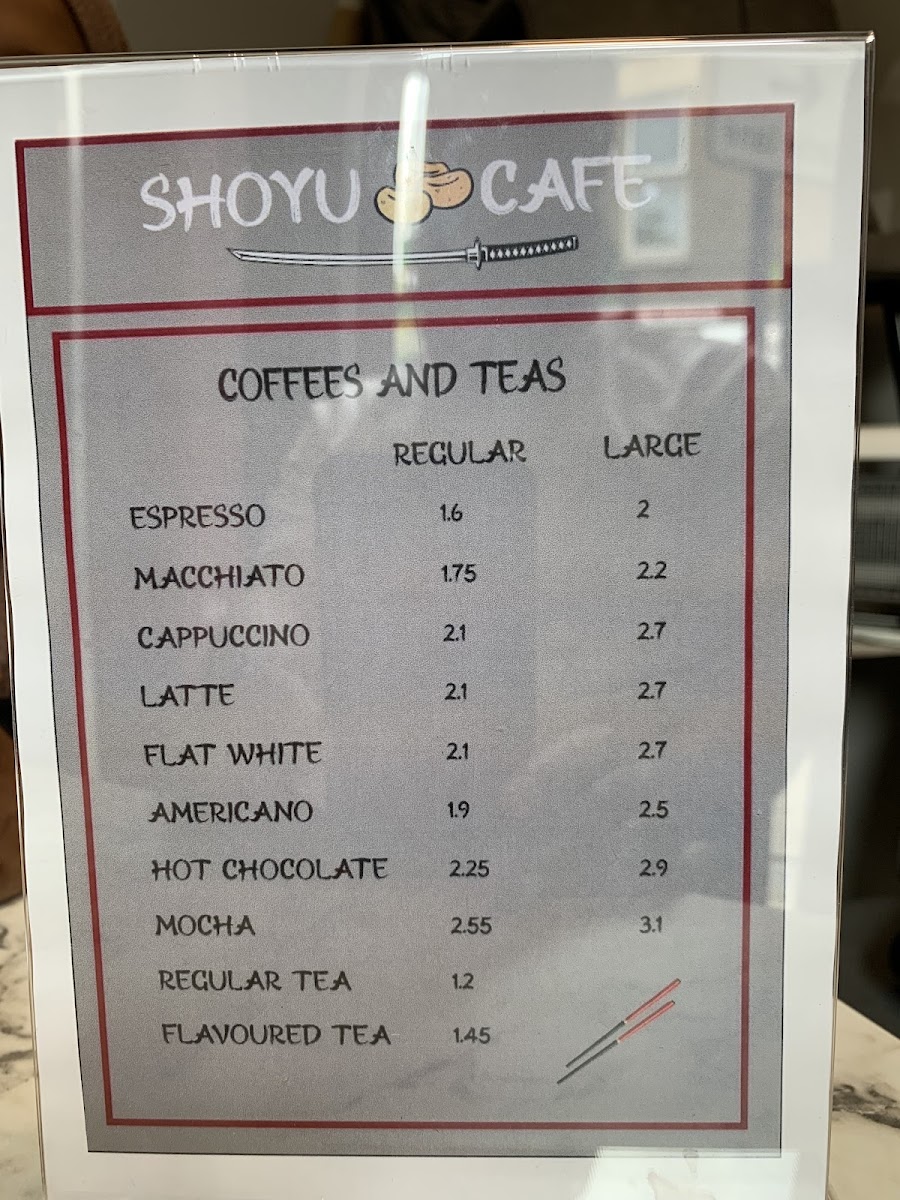 SHOYU CAFE
COFFEES AND TEAS
REGULAR LARGE
ESPRESSO 1.6 2
MACCHIATO 1.75 2.2
CAPPUCCINO 2.1 2.7
LATTE 2.1 2.7
FLAT WHITE 2.1 2.7
AMERICANO 1.9 2.5
HOT CHOCOLATE 2.25 2.9
MOCHA 2.55 3.1
REGULAR TEA 1.2
FLAVOURED TEA 1.45